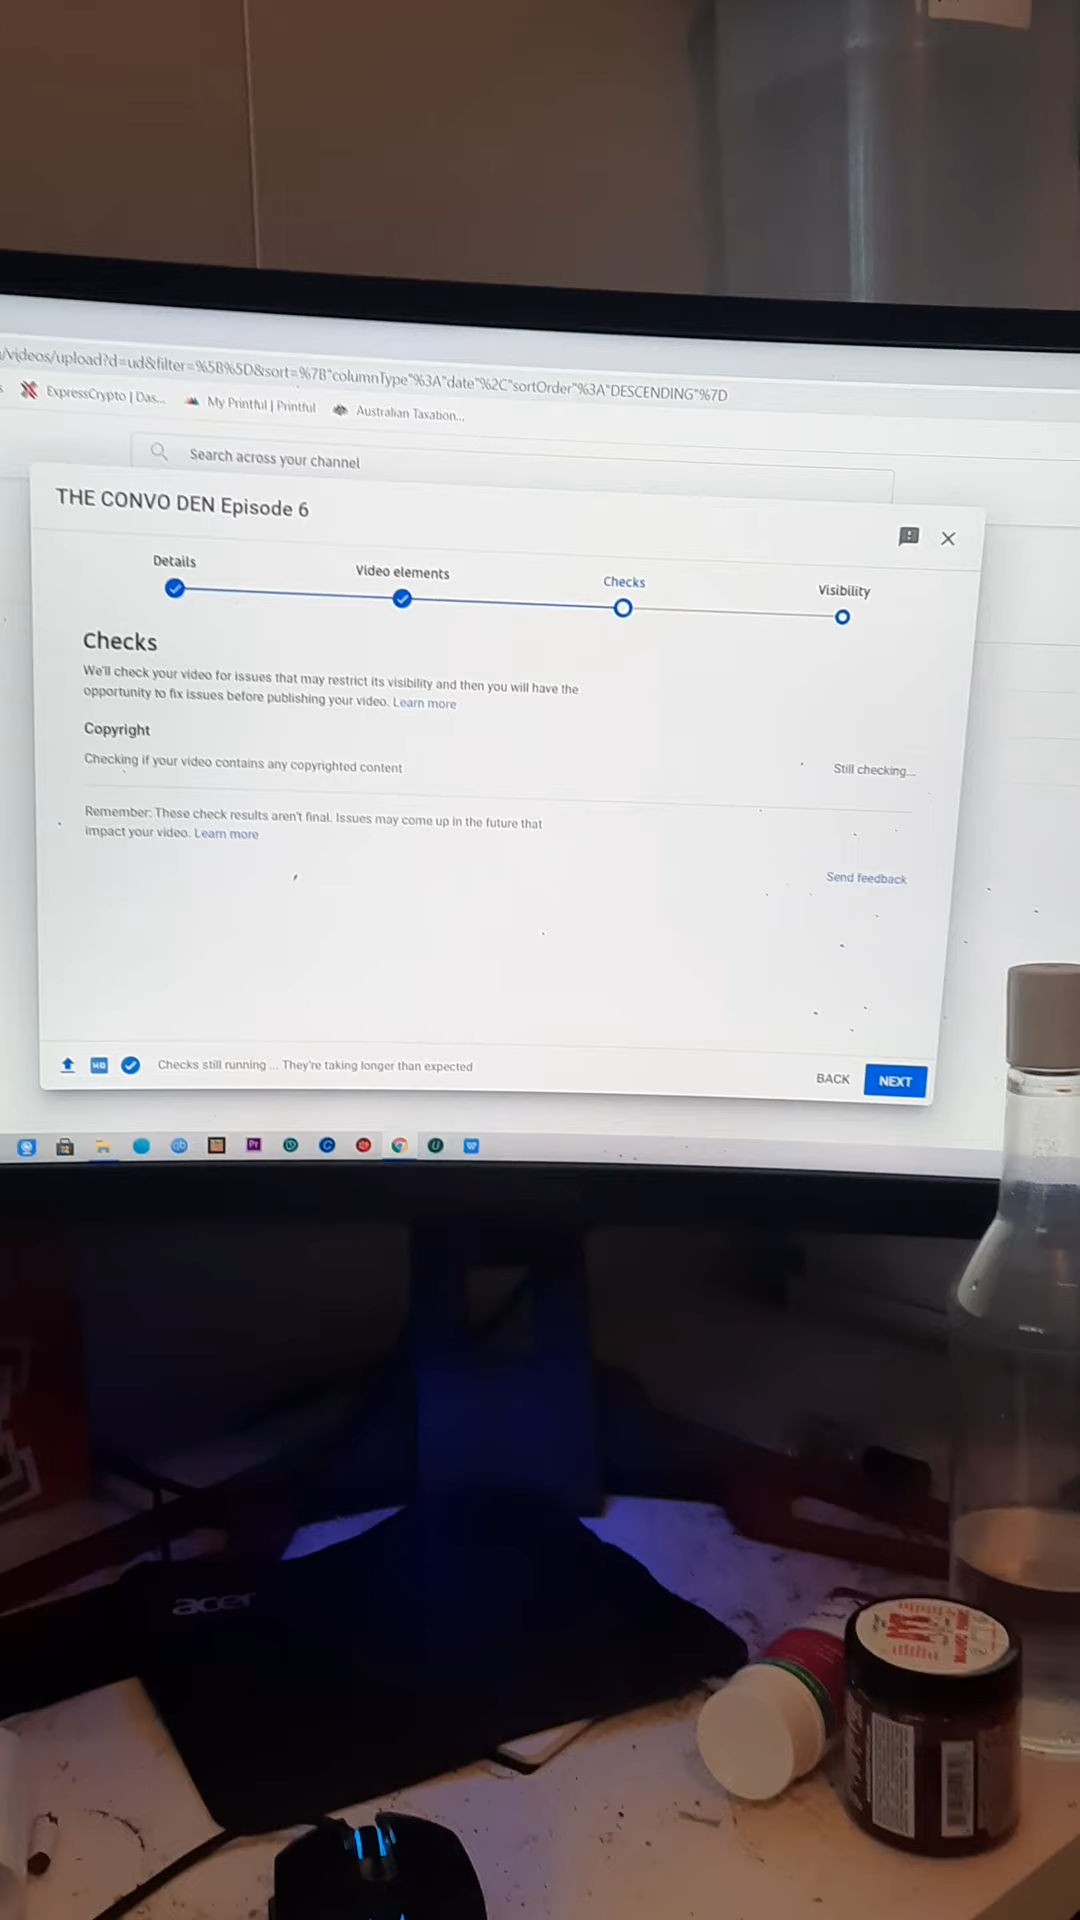 /videos/upload?d=ud&filter=%5B%5D&sort=%7B"columnType"%3A"date"%2C"sortOrder"%3A"DESCENDING"%7D
ExpressCrypto | Das... My Printful | Printful Australian Taxation...
Search across your channel
THE CONVO DEN Episode 6
Details Video elements Checks Visibility
Checks
We'll check your video for issues that may restrict its visibility and then you will have the
opportunity to fix issues before publishing your video. Learn more
Copyright
Checking if your video contains any copyrighted content Still checking...
Remember: These check results aren't final. Issues may come up in the future that
impact your video. Learn more
Send feedback
HD Checks still running ... They're taking longer than expected BACK NEXT
Pr
acer